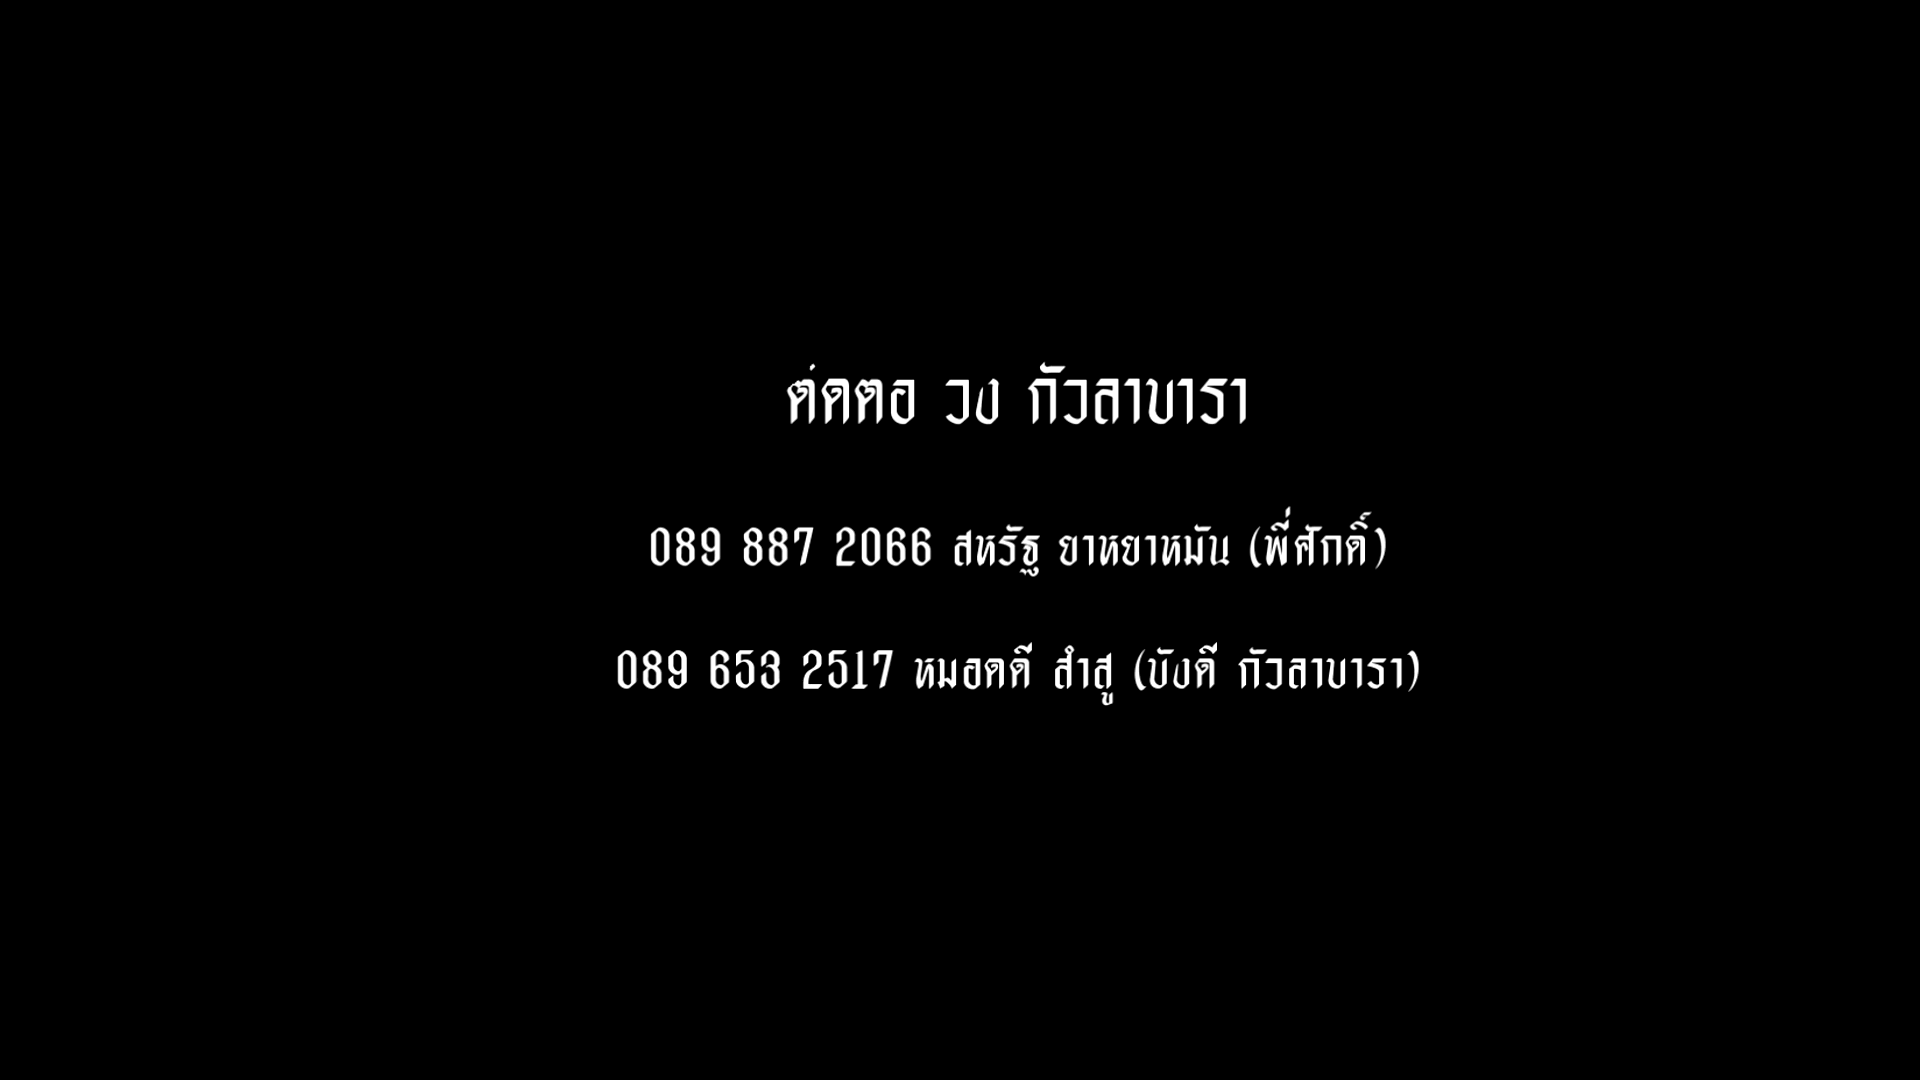 ต่ดตอ วง กัวลาบารา
089 887 2066 สหรัฐ ยาหยาหมัน (พี่ศักดิ์)
089 653 2517 หมอดดี สำสู (บังดี กัวลาบารา)